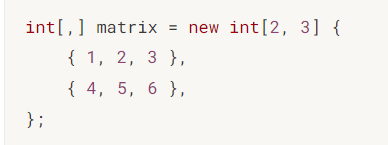 int[,] matrix = new int[2, 3] {
    { 1, 2, 3 },
    { 4, 5, 6 },
};